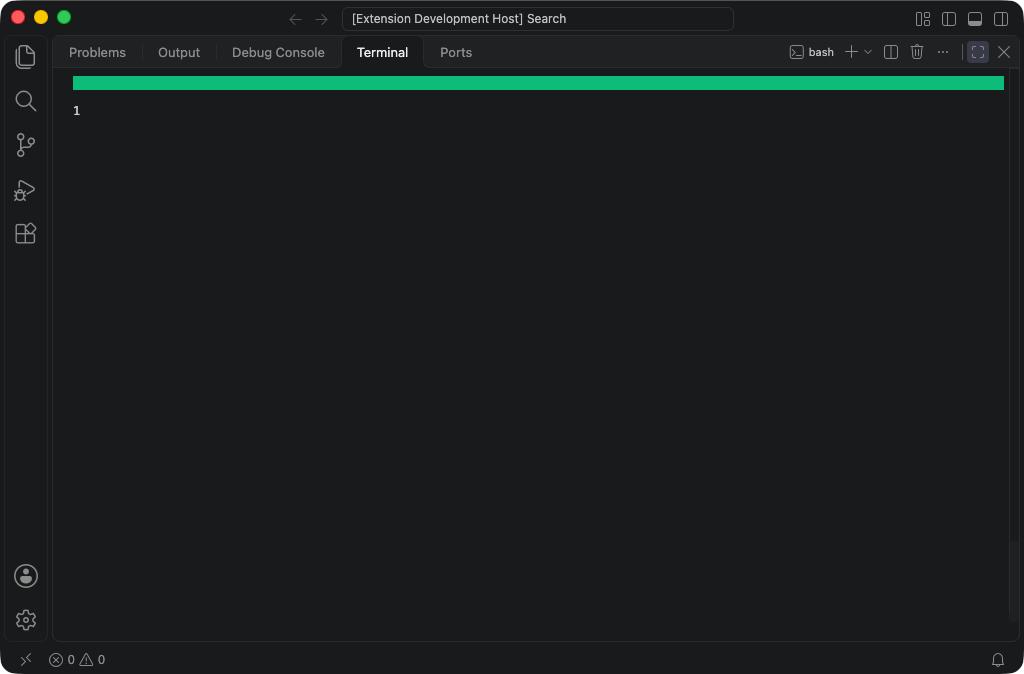 [Extension Development Host] Search
Problems Output Debug Console Terminal Ports bash
1
0 0